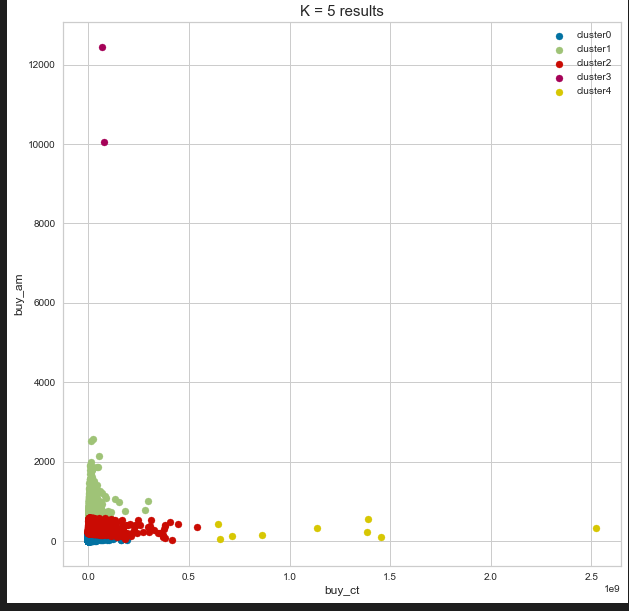 K = 5 results
cluster0
cluster1
cluster2
cluster3
cluster4
12000
10000
8000
6000
4000
2000
0
buy_am
0.0 0.5 1.0 1.5 2.0 2.5
1e9
buy_ct